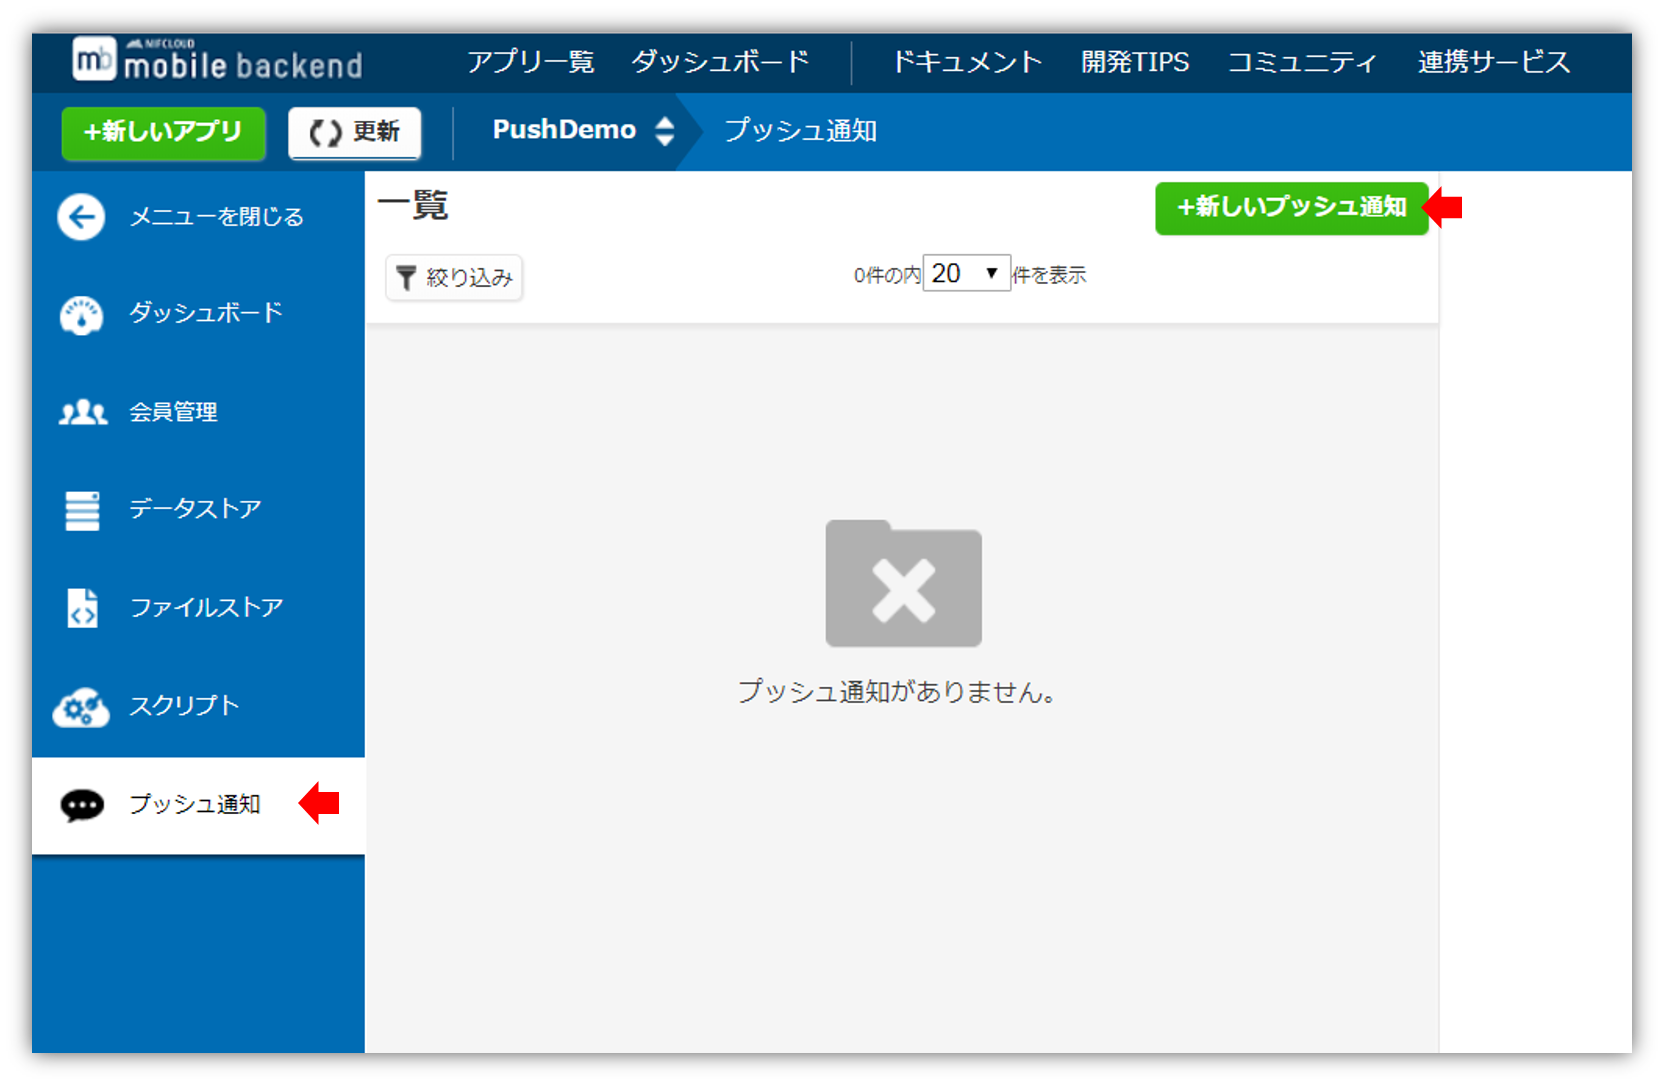 mb NIFCLOUD
mobile backend アプリ一覧 ダッシュボード ドキュメント 開発TIPS コミュニティ 連携サービス
+新しいアプリ 更新 PushDemo プッシュ通知
メニューを閉じる
ダッシュボード
会員管理
データストア
ファイルストア
スクリプト
プッシュ通知
一覧 +新しいプッシュ通知
絞り込み 0件の内 20 件を表示
プッシュ通知がありません。